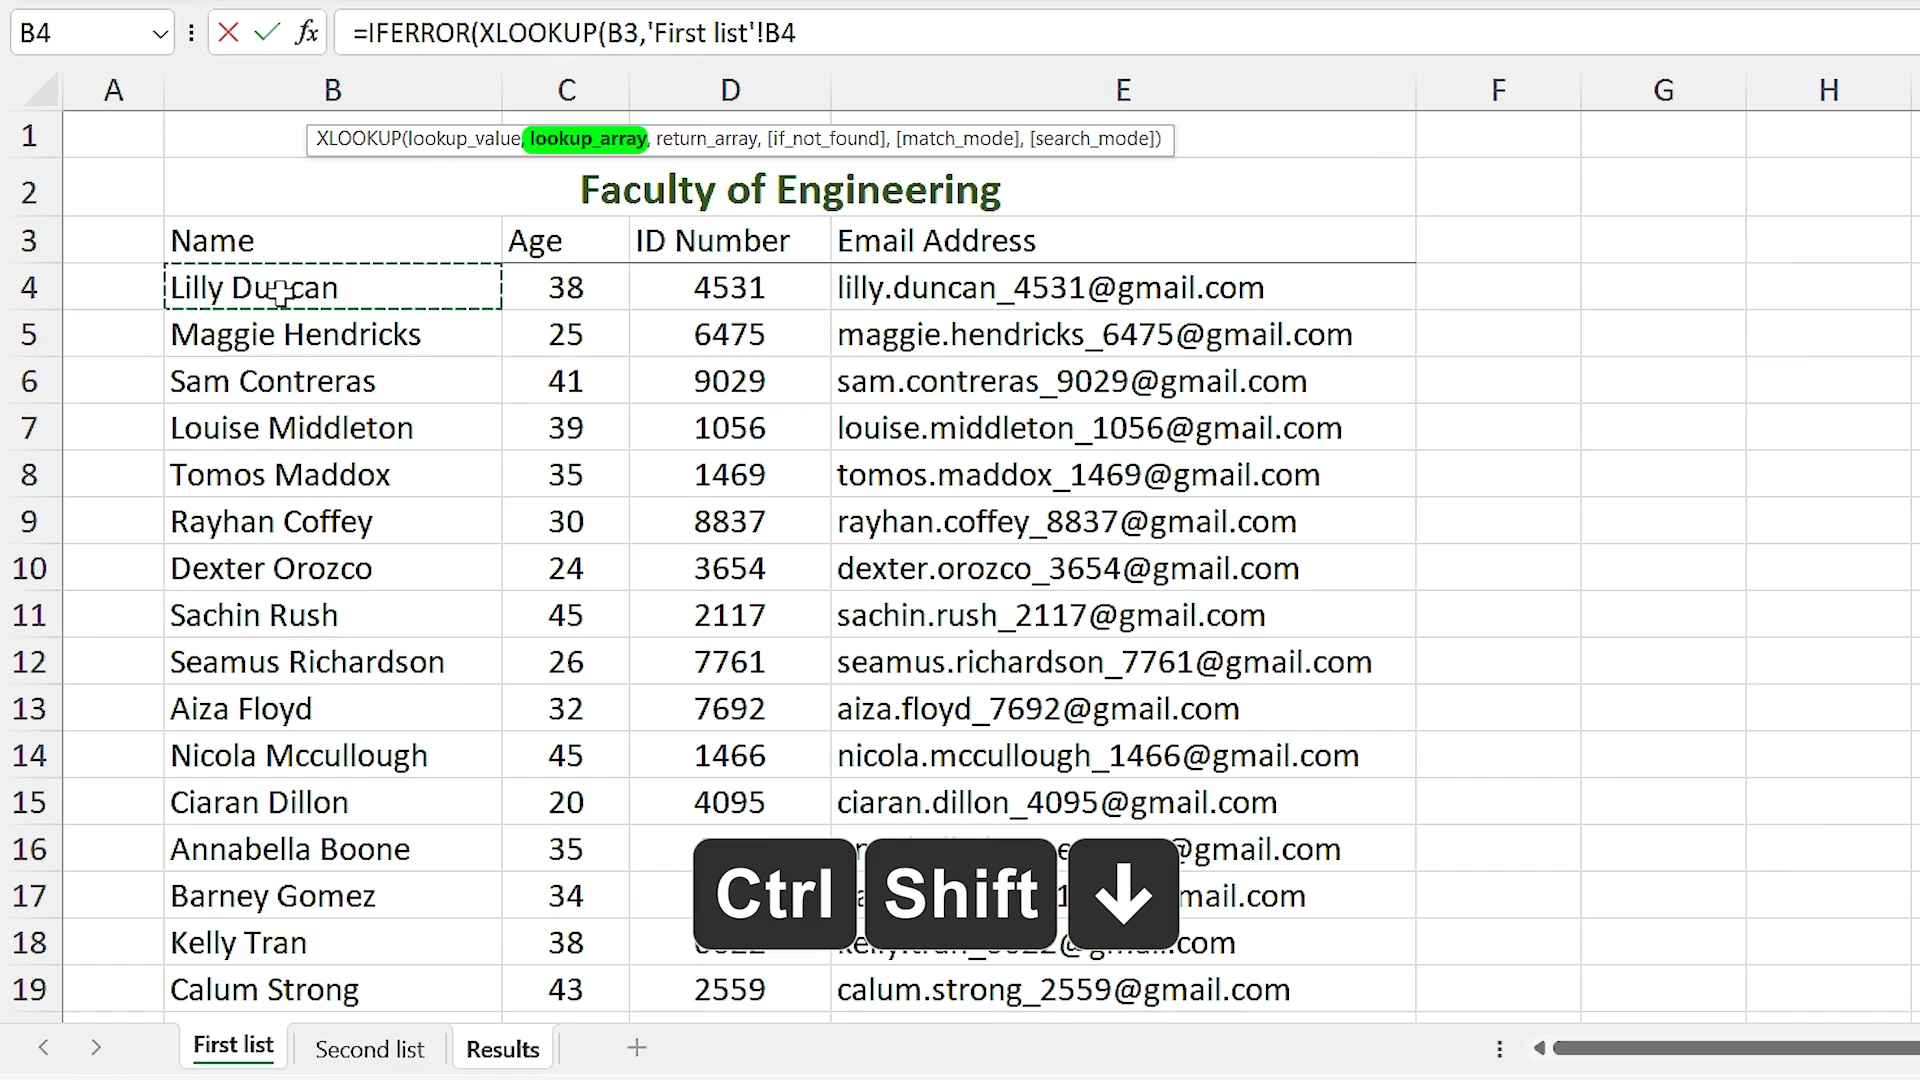 B4 fx =IFERROR(XLOOKUP(B3,'First list'!B4
A B C D E F G H
1
XLOOKUP(lookup_value, lookup_array, return_array, [if_not_found], [match_mode], [search_mode])
2 Faculty of Engineering
3 Name Age ID Number Email Address
4 Lilly Duncan 38 4531 lilly.duncan_4531@gmail.com
5 Maggie Hendricks 25 6475 maggie.hendricks_6475@gmail.com
6 Sam Contreras 41 9029 sam.contreras_9029@gmail.com
7 Louise Middleton 39 1056 louise.middleton_1056@gmail.com
8 Tomos Maddox 35 1469 tomos.maddox_1469@gmail.com
9 Rayhan Coffey 30 8837 rayhan.coffey_8837@gmail.com
10 Dexter Orozco 24 3654 dexter.orozco_3654@gmail.com
11 Sachin Rush 45 2117 sachin.rush_2117@gmail.com
12 Seamus Richardson 26 7761 seamus.richardson_7761@gmail.com
13 Aiza Floyd 32 7692 aiza.floyd_7692@gmail.com
14 Nicola Mccullough 45 1466 nicola.mccullough_1466@gmail.com
15 Ciaran Dillon 20 4095 ciaran.dillon_4095@gmail.com
16 Annabella Boone 35 @gmail.com
17 Barney Gomez 34 mail.com
Ctrl Shift ↓
18 Kelly Tran 38 .com
19 Calum Strong 43 2559 calum.strong_2559@gmail.com
First list Second list Results +